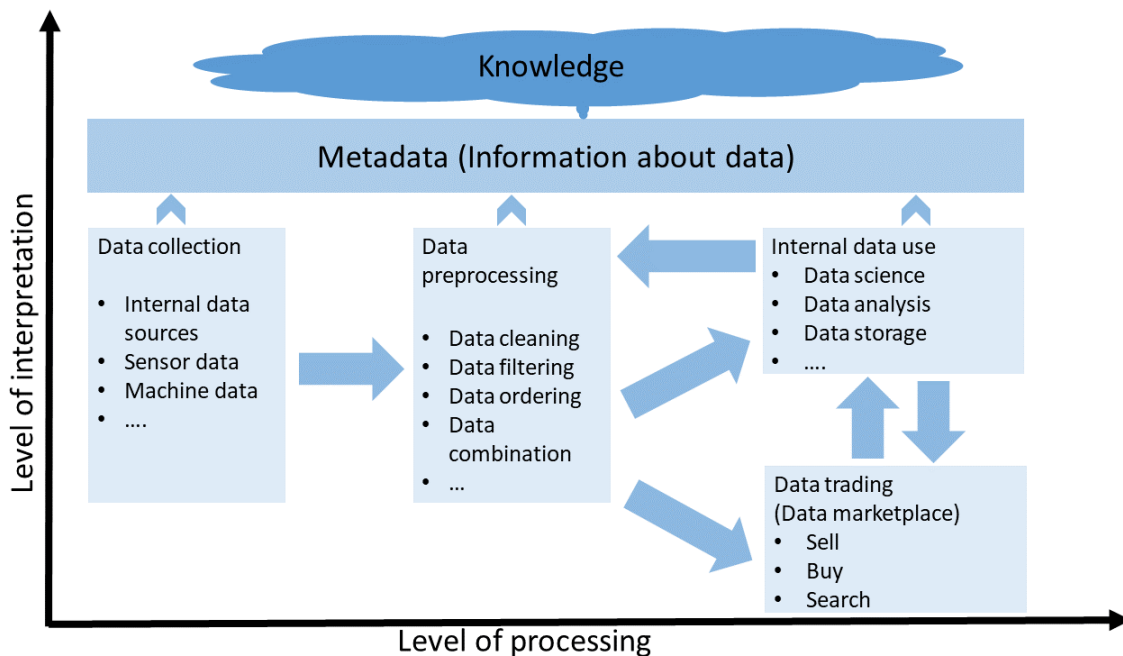 Knowledge
Metadata (Information about data)
Data collection
• Internal data
sources
• Sensor data
• Machine data
• ....
Data
preprocessing
• Data cleaning
• Data filtering
• Data ordering
• Data
combination
• ...
Internal data use
• Data science
• Data analysis
• Data storage
• ....
Data trading
(Data marketplace)
• Sell
• Buy
• Search
Level of interpretation
Level of processing